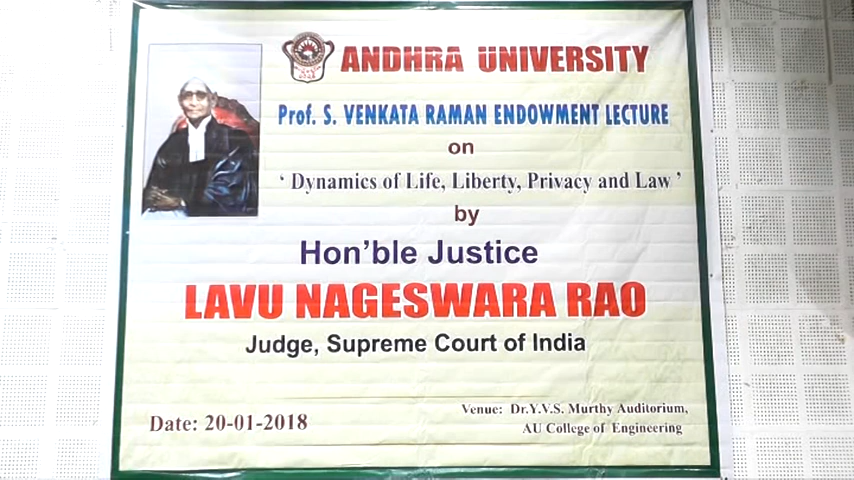 ANDHRA UNIVERSITY
Prof. S. VENKATA RAMAN ENDOWMENT LECTURE
on
‘ Dynamics of Life, Liberty, Privacy and Law ’
by
Hon’ble Justice
LAVU NAGESWARA RAO
Judge, Supreme Court of India
Date: 20-01-2018
Venue: Dr.Y.V.S. Murthy Auditorium,
AU College of Engineering